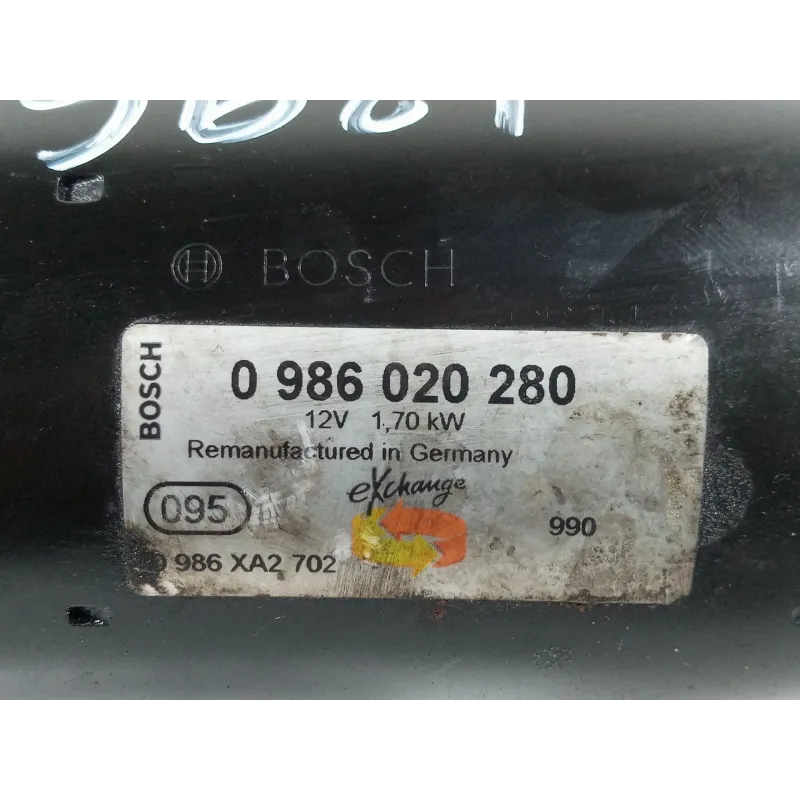 BOSCH
BOSCH
0 986 020 280
12V 1,70 kW
Remanufactured in Germany
eXchange
095
990
0 986 XA2 702